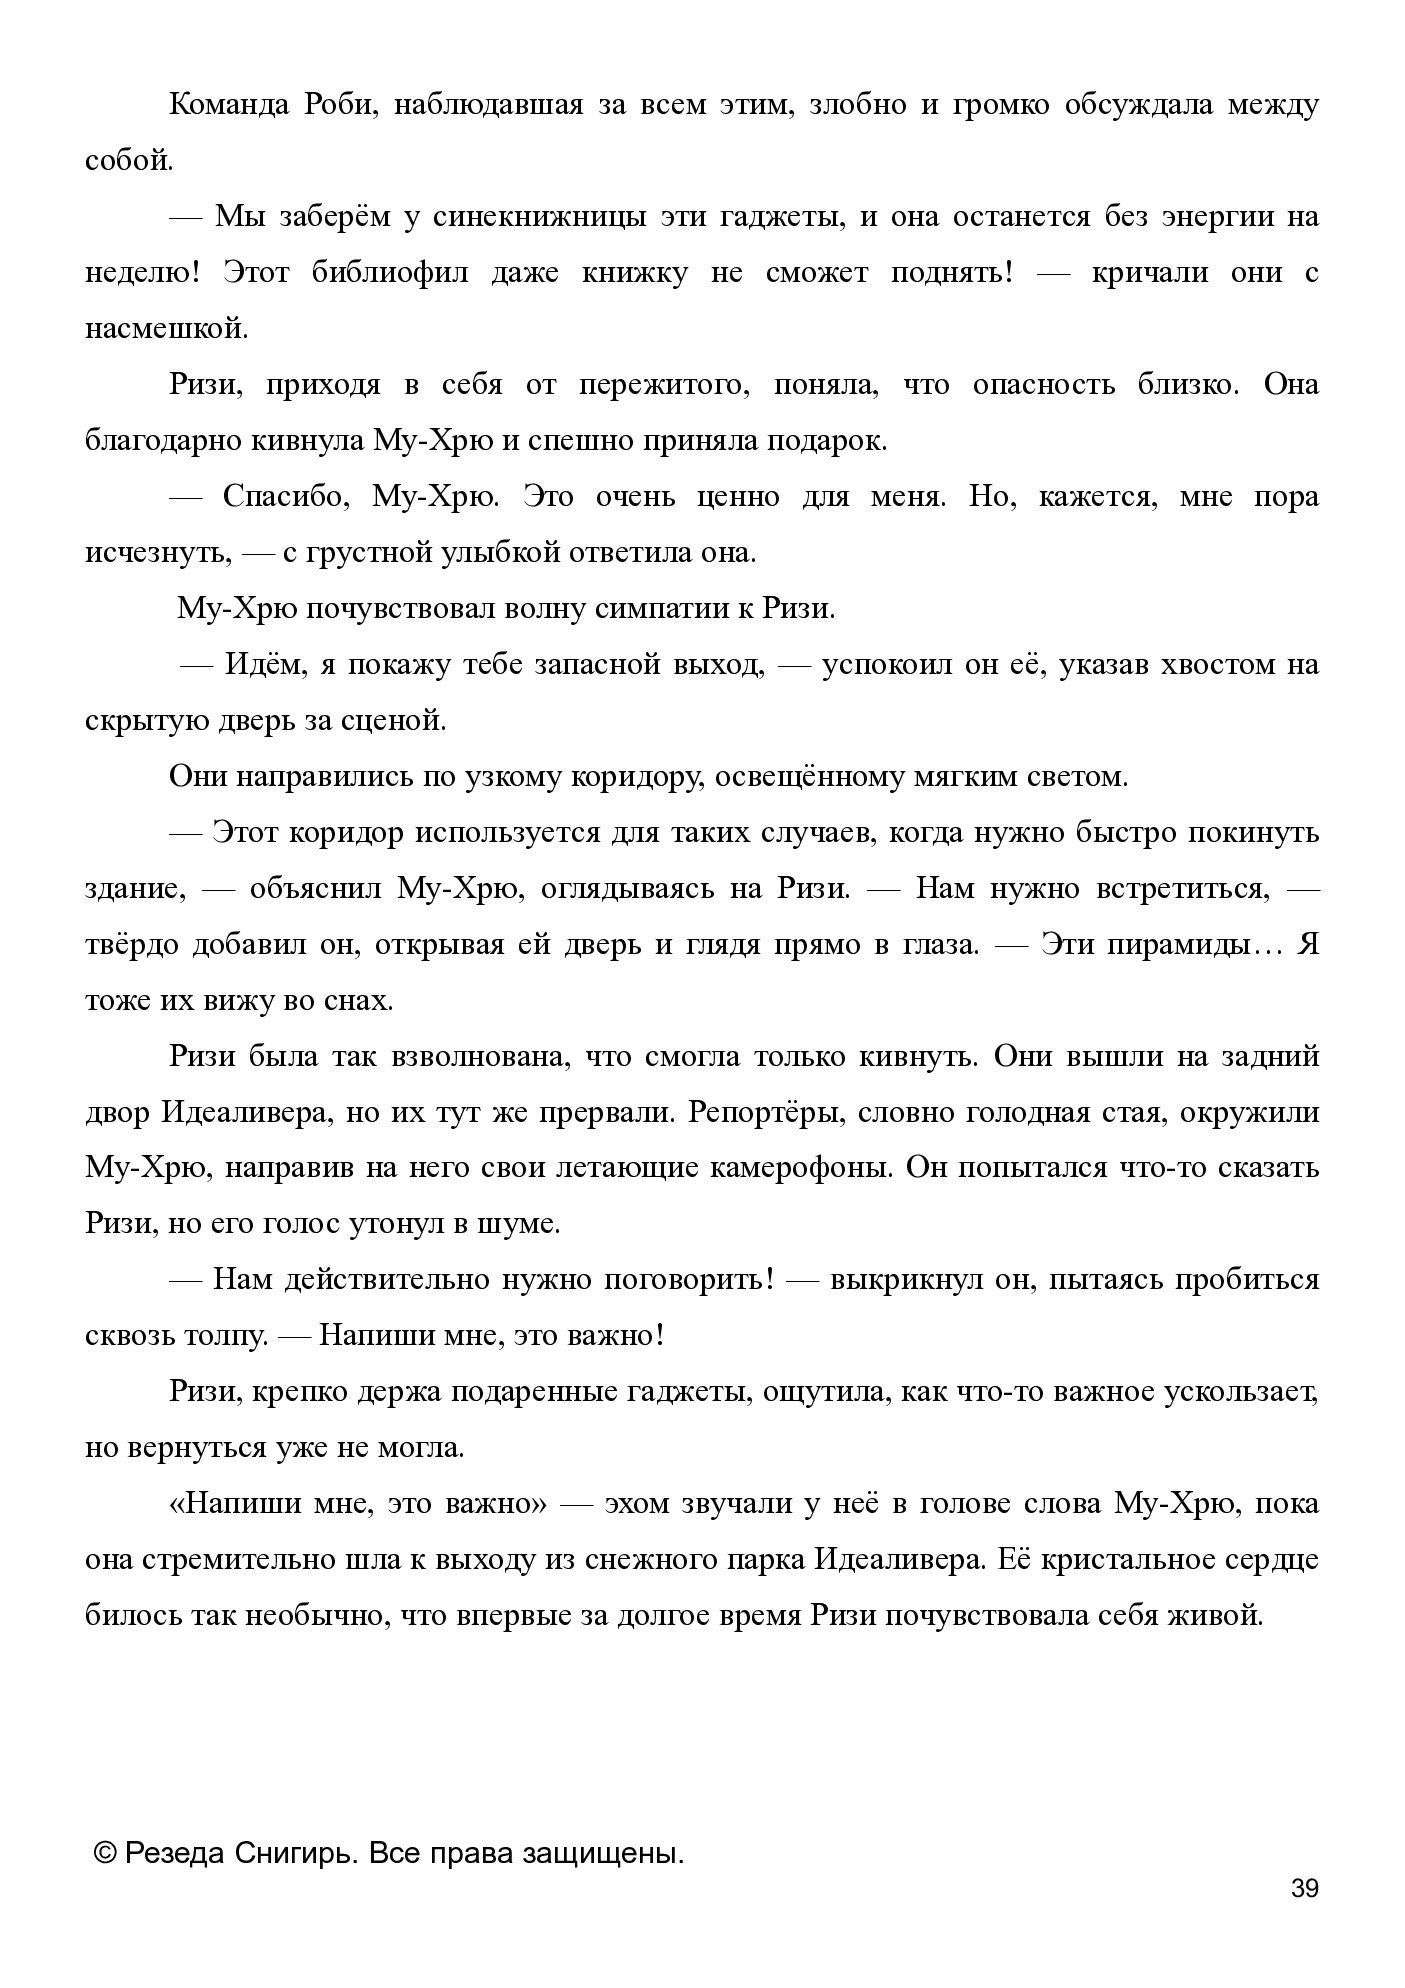 Команда Роби, наблюдавшая за всем этим, злобно и громко обсуждала между
собой.
— Мы заберём у синекнижницы эти гаджеты, и она останется без энергии на
неделю! Этот библиофил даже книжку не сможет поднять! — кричали они с
насмешкой.
Ризи, приходя в себя от пережитого, поняла, что опасность близко. Она
благодарно кивнула Му-Хрю и спешно приняла подарок.
— Спасибо, Му-Хрю. Это очень ценно для меня. Но, кажется, мне пора
исчезнуть, — с грустной улыбкой ответила она.
Му-Хрю почувствовал волну симпатии к Ризи.
— Идём, я покажу тебе запасной выход, — успокоил он её, указав хвостом на
скрытую дверь за сценой.
Они направились по узкому коридору, освещённому мягким светом.
— Этот коридор используется для таких случаев, когда нужно быстро покинуть
здание, — объяснил Му-Хрю, оглядываясь на Ризи. — Нам нужно встретиться, —
твёрдо добавил он, открывая ей дверь и глядя прямо в глаза. — Эти пирамиды… Я
тоже их вижу во снах.
Ризи была так взволнована, что смогла только кивнуть. Они вышли на задний
двор Идеаливера, но их тут же прервали. Репортёры, словно голодная стая, окружили
Му-Хрю, направив на него свои летающие камерофоны. Он попытался что-то сказать
Ризи, но его голос утонул в шуме.
— Нам действительно нужно поговорить! — выкрикнул он, пытаясь пробиться
сквозь толпу. — Напиши мне, это важно!
Ризи, крепко держа подаренные гаджеты, ощутила, как что-то важное ускользает,
но вернуться уже не могла.
«Напиши мне, это важно» — эхом звучали у неё в голове слова Му-Хрю, пока
она стремительно шла к выходу из снежного парка Идеаливера. Её кристальное сердце
билось так необычно, что впервые за долгое время Ризи почувствовала себя живой.
© Резеда Снигирь. Все права защищены.
39